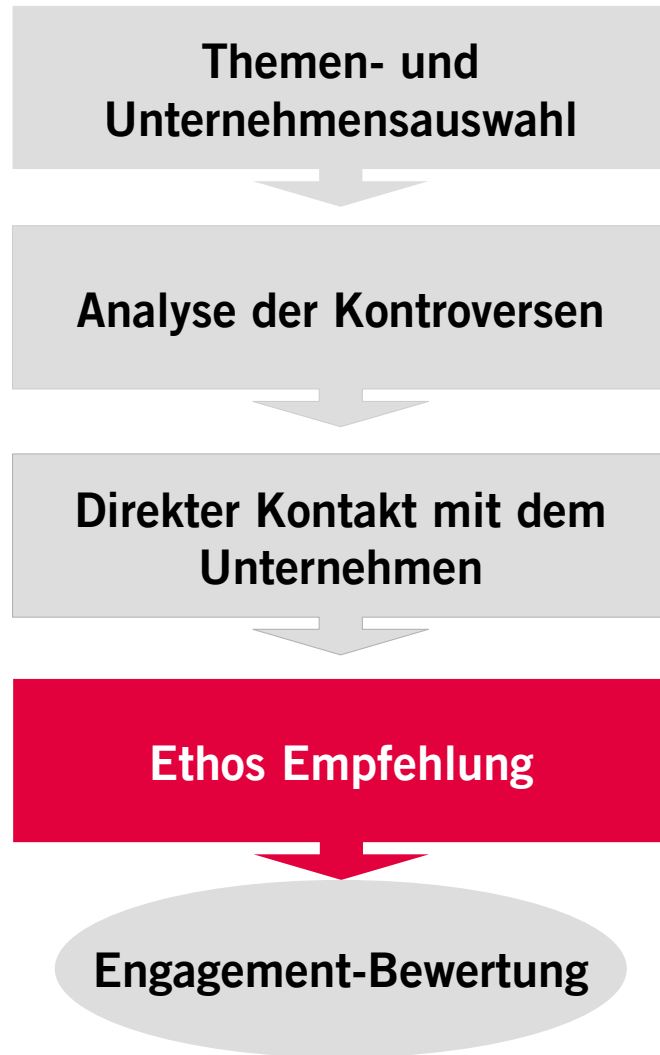 Themen- und
Unternehmensauswahl
Analyse der Kontroversen
Direkter Kontakt mit dem
Unternehmen
Ethos Empfehlung
Engagement-Bewertung